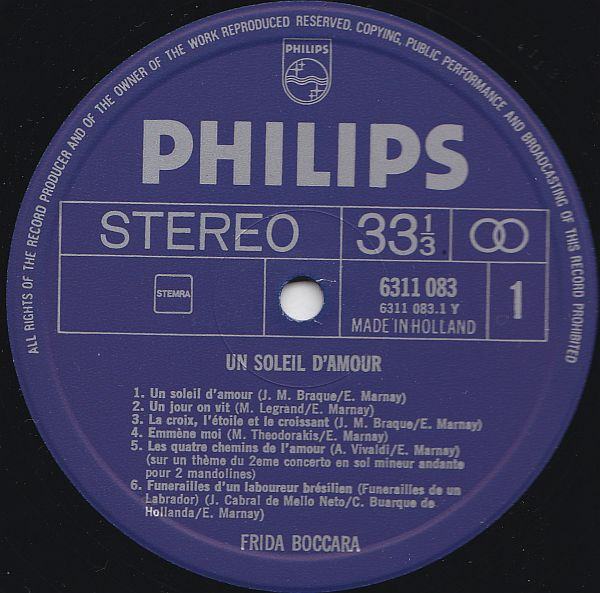 ALL RIGHTS OF THE RECORD PRODUCER AND OF THE OWNER OF THE WORK REPRODUCED RESERVED. COPYING, PUBLIC PERFORMANCE AND BROADCASTING OF THIS RECORD PROHIBITED
PHILIPS
PHILIPS
STEREO
33 1/3
STEMRA
6311 083
6311 083.1 Y
MADE IN HOLLAND
1
UN SOLEIL D'AMOUR
1. Un soleil d'amour (J. M. Braque/E. Marnay)
2. Un jour on vit (M. Legrand/E. Marnay)
3. La croix, l'étoile et le croissant (J. M. Braque/E. Marnay)
4. Emmène moi (M. Theodorakis/E. Marnay)
5. Les quatre chemins de l'amour (A. Vivaldi/E. Marnay)
(sur un thème du 2eme concerto en sol mineur andante
pour 2 mandolines)
6. Funerailles d'un laboureur brésilien (Funerailles de un
Labrador) (J. Cabral de Mello Neto/C. Buarque de
Hollanda/E. Marnay)
FRIDA BOCCARA